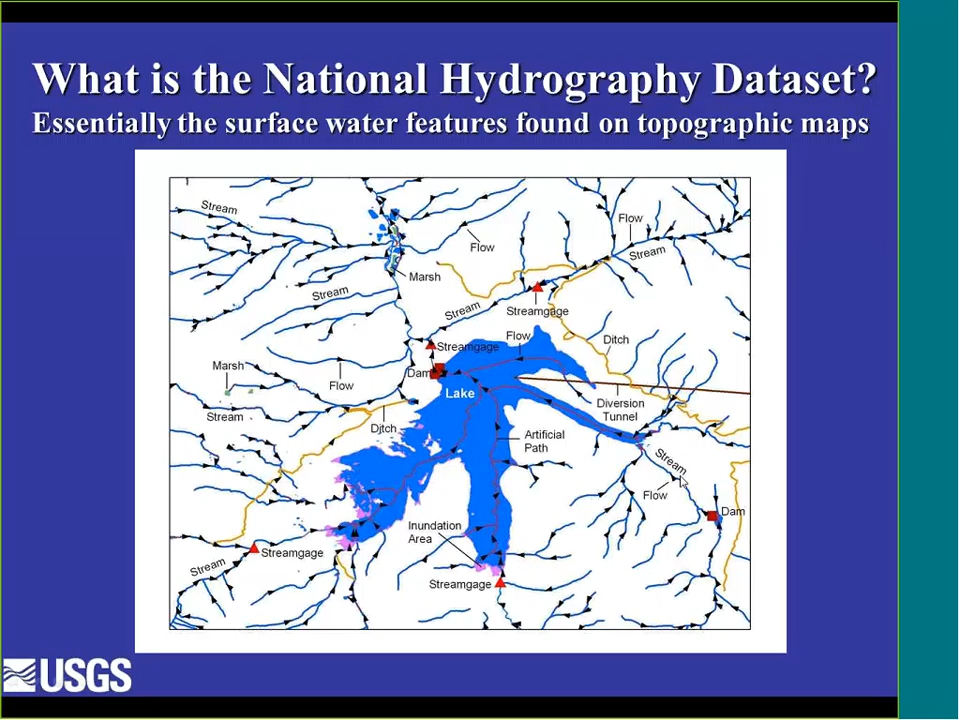 What is the National Hydrography Dataset?
Essentially the surface water features found on topographic maps
Stream
Flow
Flow
Stream
Marsh
Stream
Stream
Streamgage
Flow
Ditch
Streamgage
Marsh
Dam
Flow
Lake
Diversion
Tunnel
Stream
Ditch
Artificial
Path
Stream
Flow
Dam
Inundation
Area
Streamgage
Stream
Streamgage
USGS